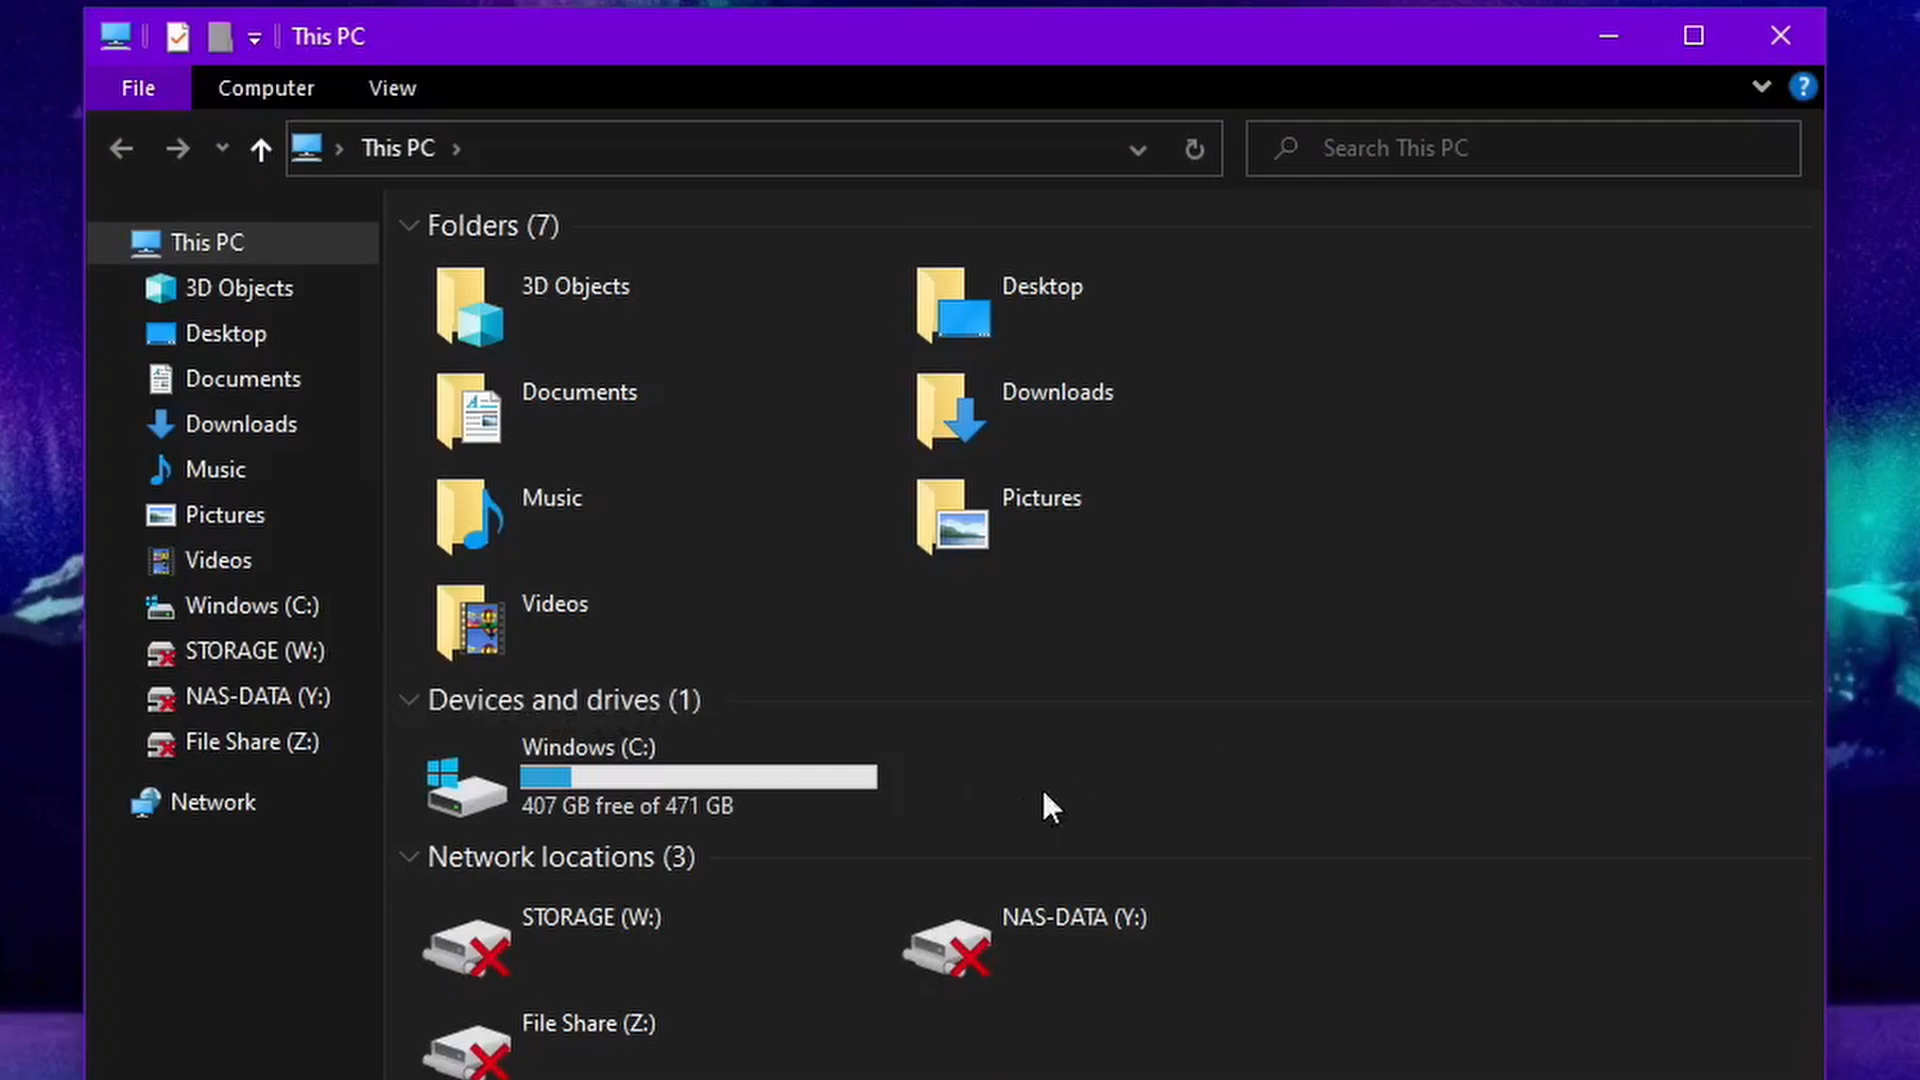 This PC
File
Computer
View
?
This PC
Search This PC
This PC
3D Objects
Desktop
Documents
Downloads
Music
Pictures
Videos
Windows (C:)
STORAGE (W:)
NAS-DATA (Y:)
File Share (Z:)
Network
Folders (7)
3D Objects
Desktop
Documents
Downloads
Music
Pictures
Videos
Devices and drives (1)
Windows (C:)
407 GB free of 471 GB
Network locations (3)
STORAGE (W:)
NAS-DATA (Y:)
File Share (Z:)